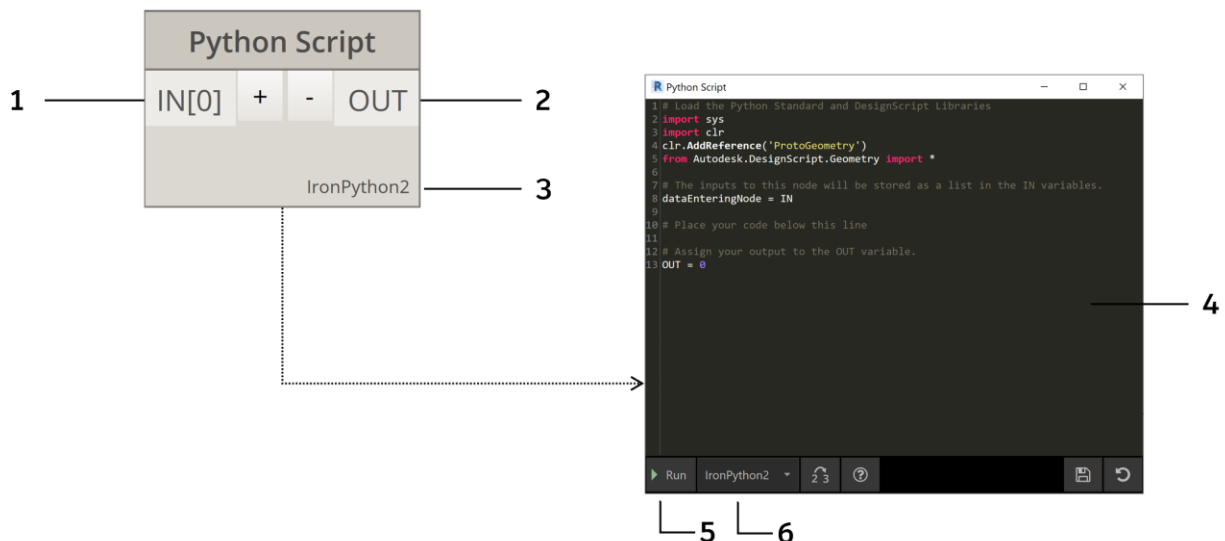 Python Script
1
IN[0] + - OUT
2
IronPython2
3
R Python Script
1 # Load the Python Standard and DesignScript Libraries
2 import sys
3 import clr
4 clr.AddReference('ProtoGeometry')
5 from Autodesk.DesignScript.Geometry import *
6
7 # The inputs to this node will be stored as a list in the IN variables.
8 dataEnteringNode = IN
9
10 # Place your code below this line
11
12 # Assign your output to the OUT variable.
13 OUT = 0
4
Run IronPython2 2 3 ?
5
6